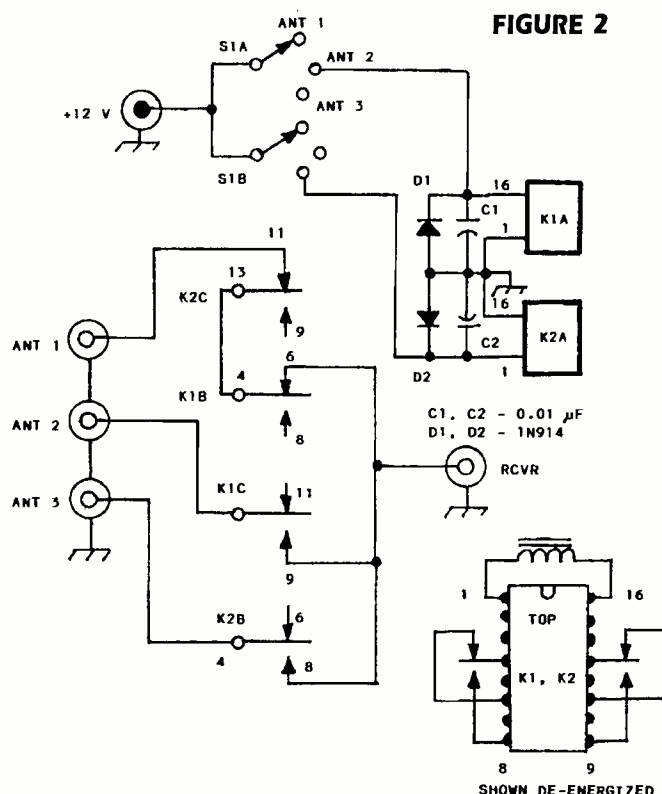 FIGURE 2
ANT 1
S1A
ANT 2
+12 V
ANT 3
S1B
D1
16
C1
K1A
1
11
13
K2C
9
16
K2A
C2
1
D2
ANT 1
6
4
K1B
8
C1, C2 - 0.01 µF
D1, D2 - 1N914
ANT 2
RCVR
K1C
11
ANT 3
9
1
16
TOP
K2B
6
4
8
K1, K2
8
9
SHOWN DE-ENERGIZED